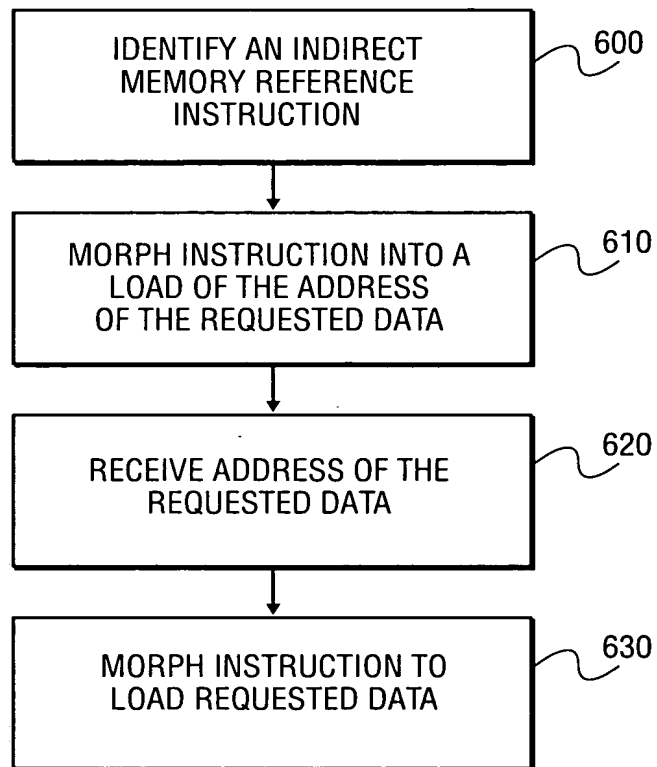 IDENTIFY AN INDIRECT
MEMORY REFERENCE
INSTRUCTION
600
MORPH INSTRUCTION INTO A
LOAD OF THE ADDRESS
OF THE REQUESTED DATA
610
RECEIVE ADDRESS OF THE
REQUESTED DATA
620
MORPH INSTRUCTION TO
LOAD REQUESTED DATA
630